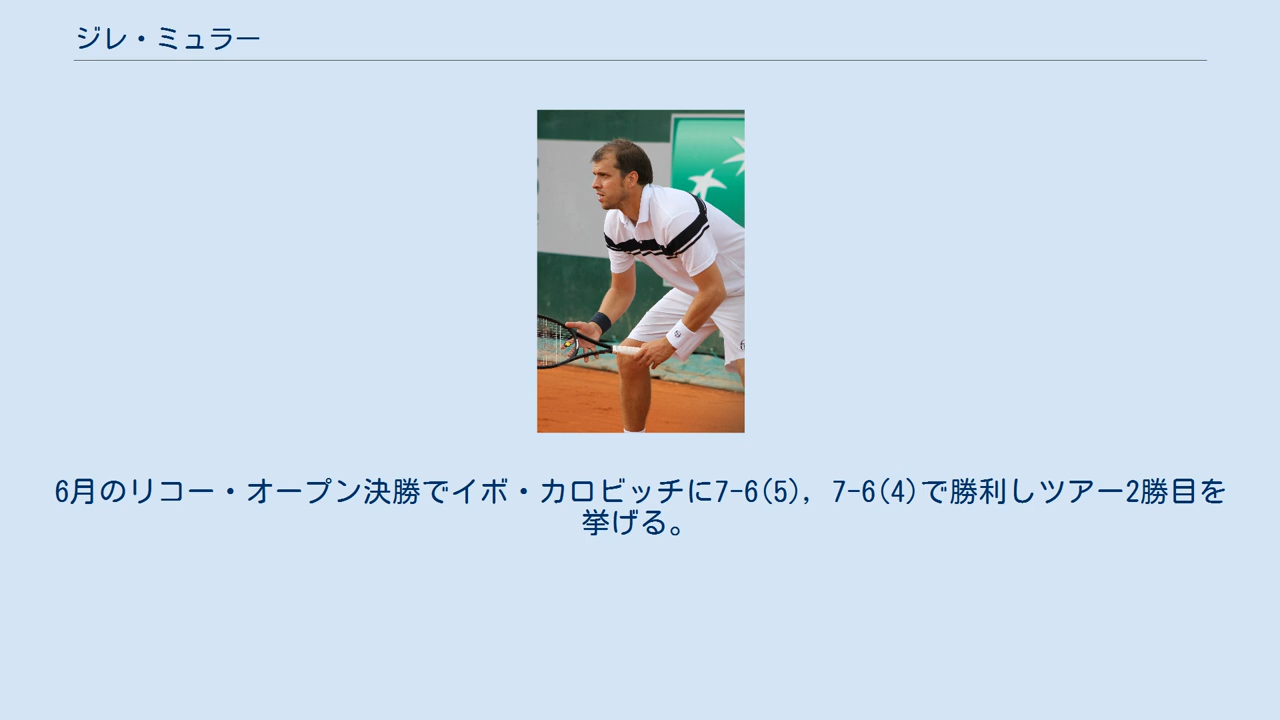 ジレ・ミュラー
6月のリコー・オープン決勝でイボ・カロビッチに7-6(5), 7-6(4)で勝利しツアー2勝目を
挙げる。